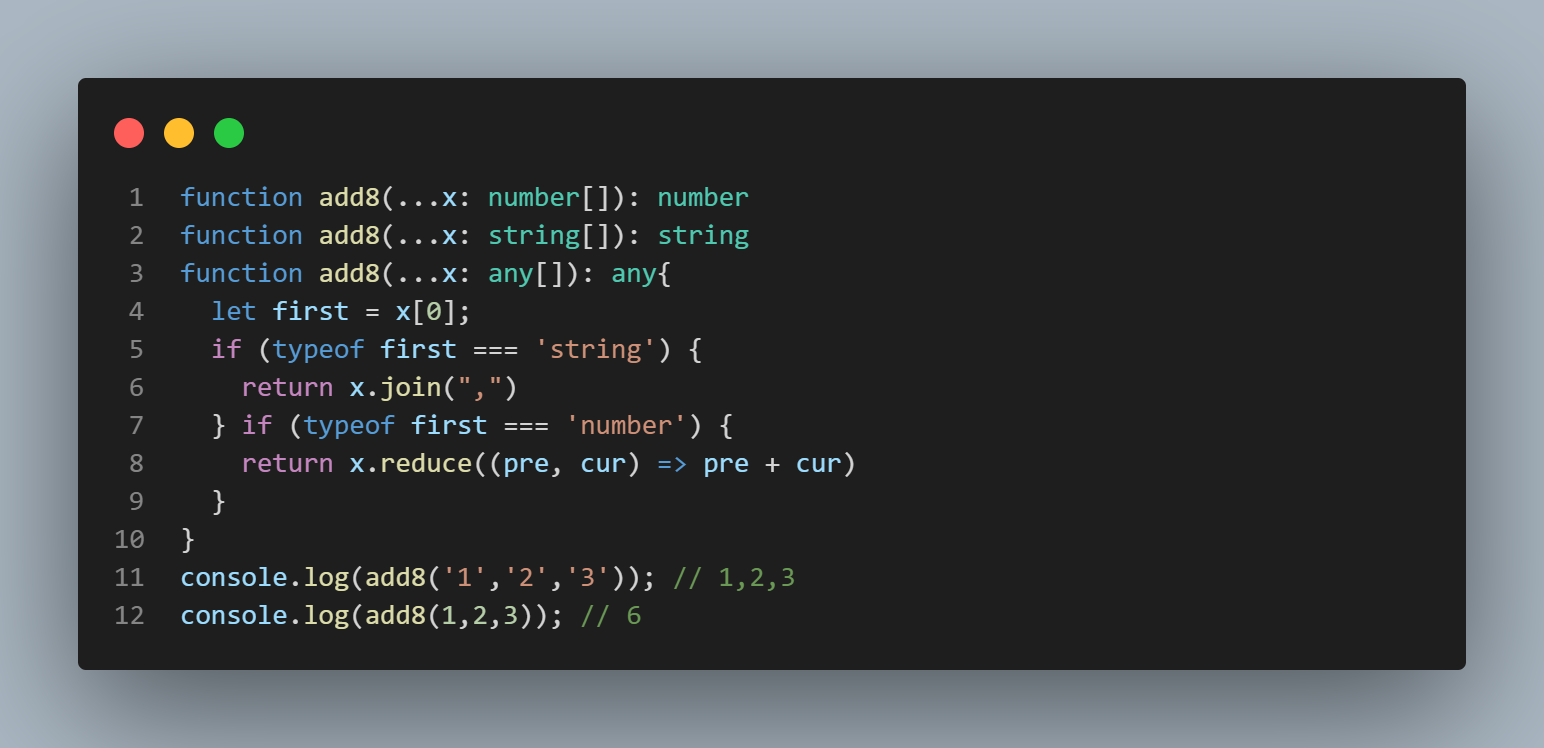 1 function add8(...x: number[]): number
2 function add8(...x: string[]): string
3 function add8(...x: any[]): any{
4   let first = x[0];
5   if (typeof first === 'string') {
6     return x.join(",")
7   } if (typeof first === 'number') {
8     return x.reduce((pre, cur) => pre + cur)
9   }
10 }
11 console.log(add8('1','2','3')); // 1,2,3
12 console.log(add8(1,2,3)); // 6